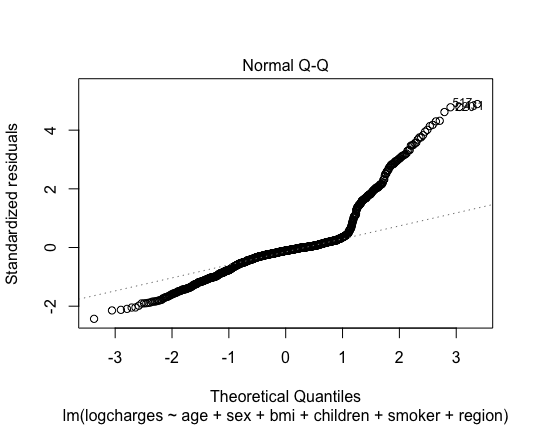 Normal Q-Q
Standardized residuals
4
2
0
-2
-3
-2
-1
0
1
2
3
Theoretical Quantiles
lm(logcharges ~ age + sex + bmi + children + smoker + region)